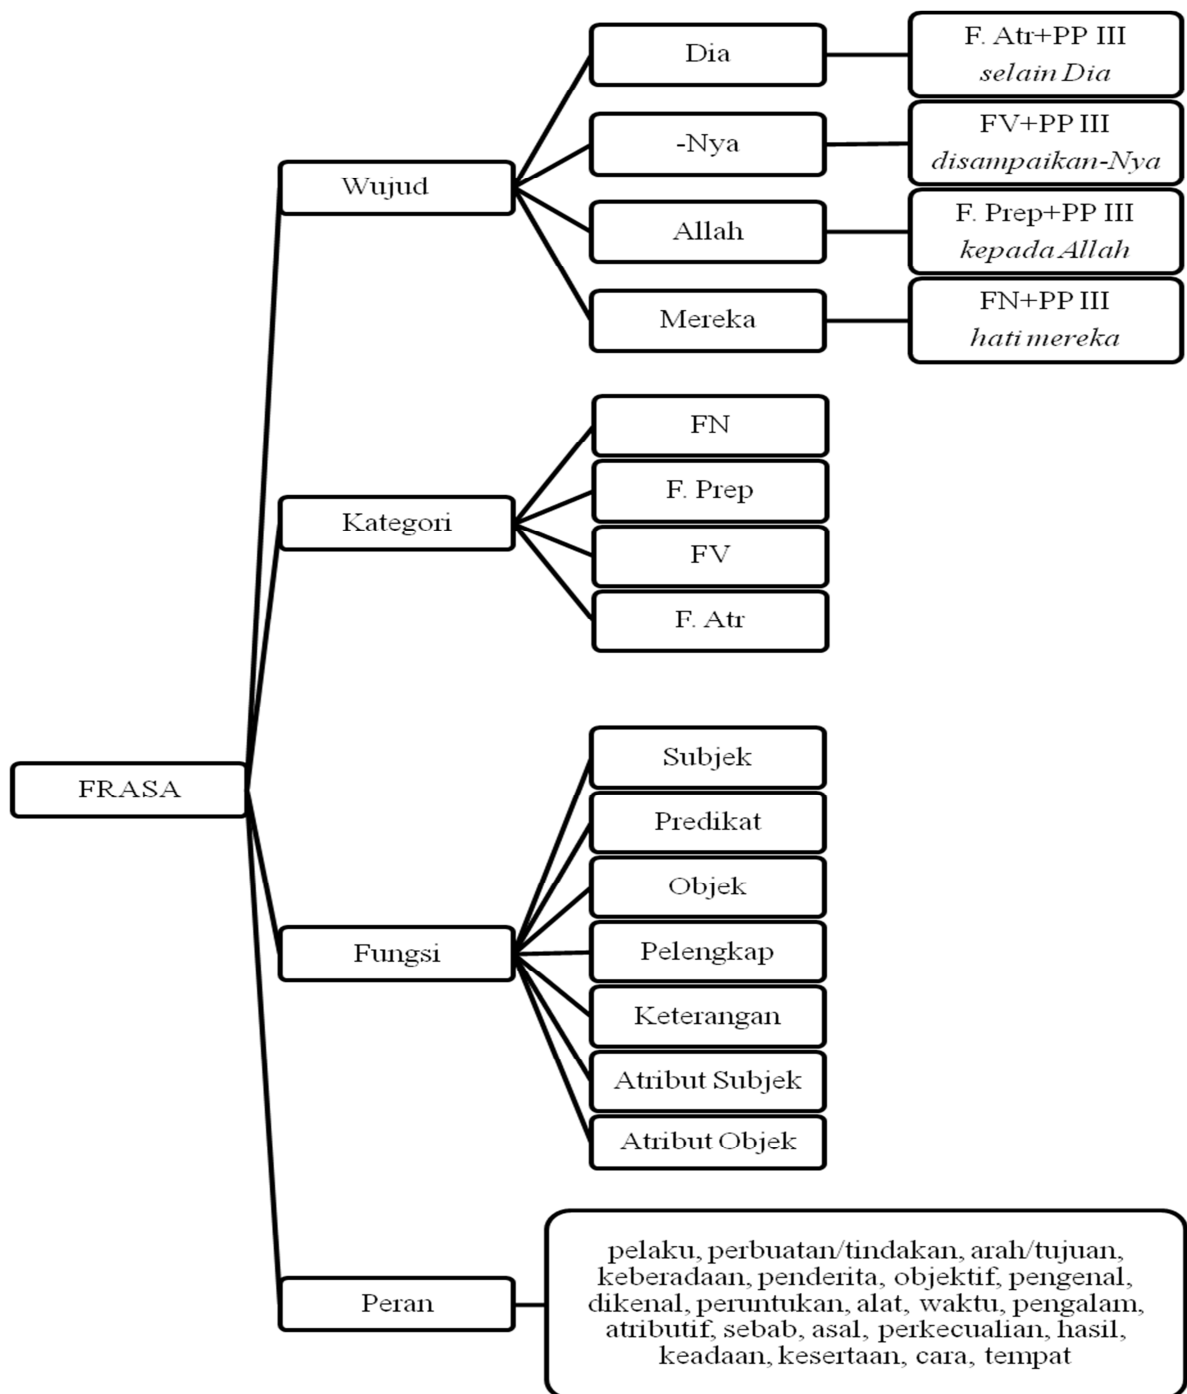 FRASA
Wujud
Dia
F. Atr+PP III
selain Dia
-Nya
FV+PP III
disampaikan-Nya
Allah
F. Prep+PP III
kepada Allah
Mereka
FN+PP III
hati mereka
Kategori
FN
F. Prep
FV
F. Atr
Fungsi
Subjek
Predikat
Objek
Pelengkap
Keterangan
Atribut Subjek
Atribut Objek
Peran
pelaku, perbuatan/tindakan, arah/tujuan,
keberadaan, penderita, objektif, pengenal,
dikenal, peruntukan, alat, waktu, pengalam,
atributif, sebab, asal, perkecualian, hasil,
keadaan, kesertaan, cara, tempat